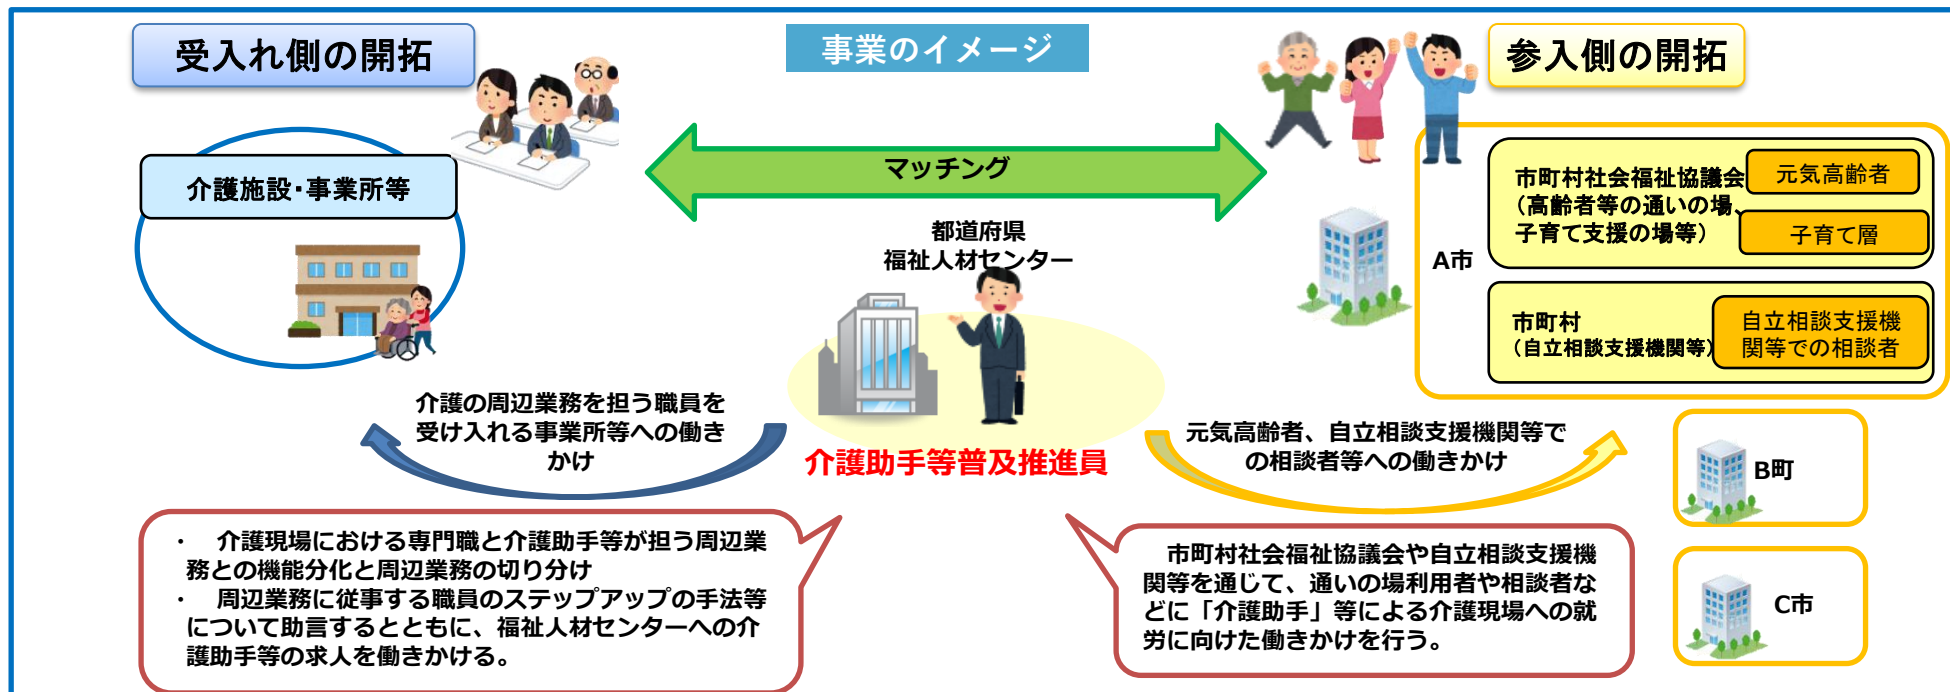 事業のイメージ
受入れ側の開拓
介護施設・事業所等
マッチング
参入側の開拓
A市
市町村社会福祉協議会
（高齢者等の通いの場、
子育て支援の場等）
元気高齢者
子育て層
市町村
（自立相談支援機関等）
自立相談支援機
関等での相談者
都道府県
福祉人材センター
介護助手等普及推進員
介護の周辺業務を担う職員を
受け入れる事業所等への働き
かけ
元気高齢者、自立相談支援機関等で
の相談者等への働きかけ
B町
C市
・　介護現場における専門職と介護助手等が担う周辺業
務との機能分化と周辺業務の切り分け
・　周辺業務に従事する職員のステップアップの手法等
について助言するとともに、福祉人材センターへの介
護助手等の求人を働きかける。
市町村社会福祉協議会や自立相談支援機
関等を通じて、通いの場利用者や相談者な
どに「介護助手」等による介護現場への就
労に向けた働きかけを行う。